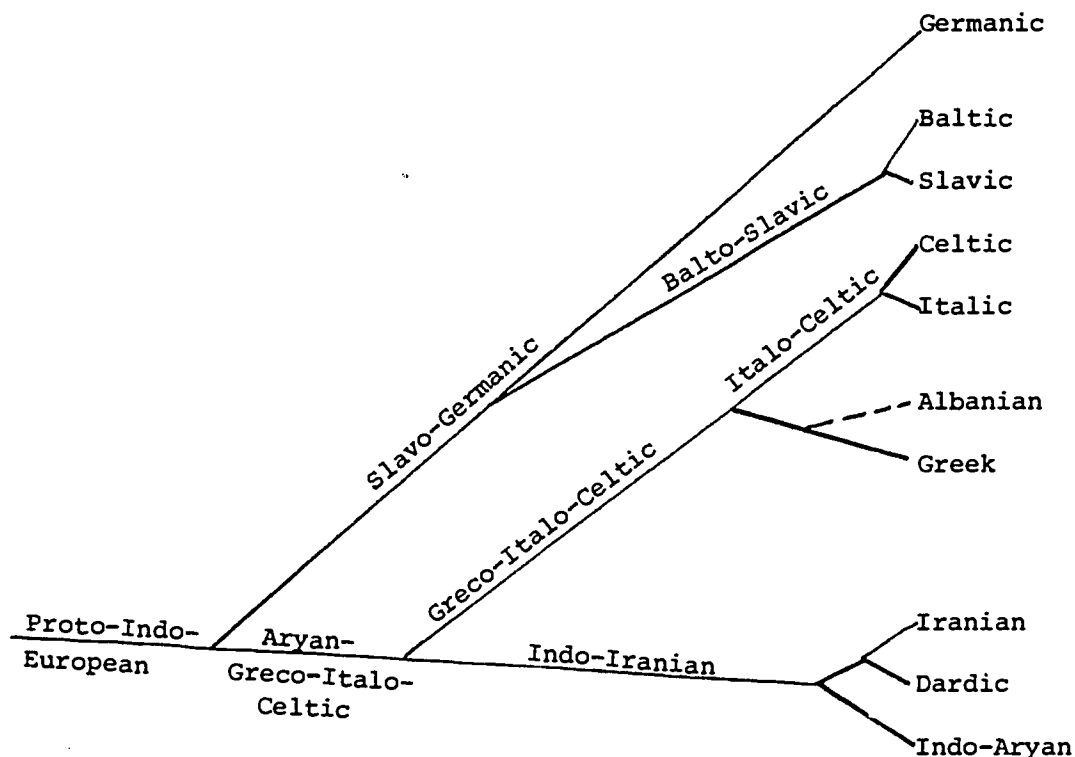 Germanic
Baltic
Slavic
Balto-Slavic
Celtic
Italic
Italo-Celtic
Slavo-Germanic
Albanian
Greek
Greco-Italo-Celtic
Proto-Indo-
European
Aryan-
Greco-Italo-
Celtic
Indo-Iranian
Iranian
Dardic
Indo-Aryan